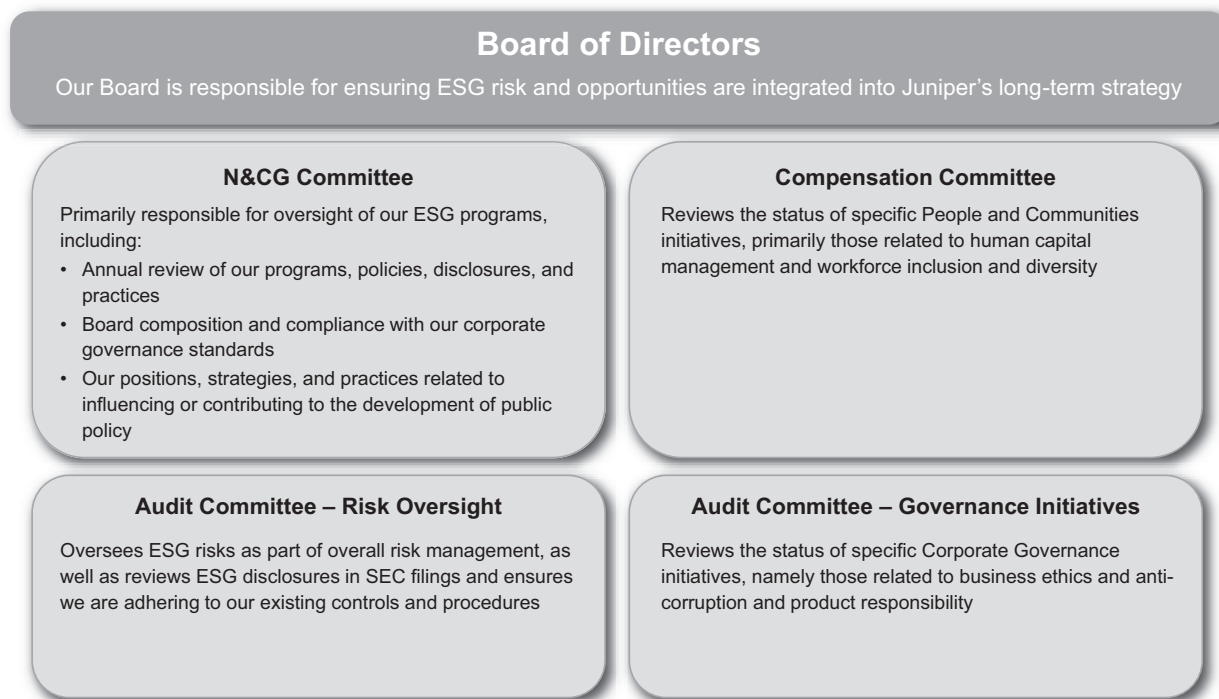 Board of Directors
Our Board is responsible for ensuring ESG risk and opportunities are integrated into Juniper’s long-term strategy
N&CG Committee
Primarily responsible for oversight of our ESG programs,
including:
• Annual review of our programs, policies, disclosures, and
practices
• Board composition and compliance with our corporate
governance standards
• Our positions, strategies, and practices related to
influencing or contributing to the development of public
policy
Compensation Committee
Reviews the status of specific People and Communities
initiatives, primarily those related to human capital
management and workforce inclusion and diversity
Audit Committee – Risk Oversight
Oversees ESG risks as part of overall risk management, as
well as reviews ESG disclosures in SEC filings and ensures
we are adhering to our existing controls and procedures
Audit Committee – Governance Initiatives
Reviews the status of specific Corporate Governance
initiatives, namely those related to business ethics and anti-
corruption and product responsibility